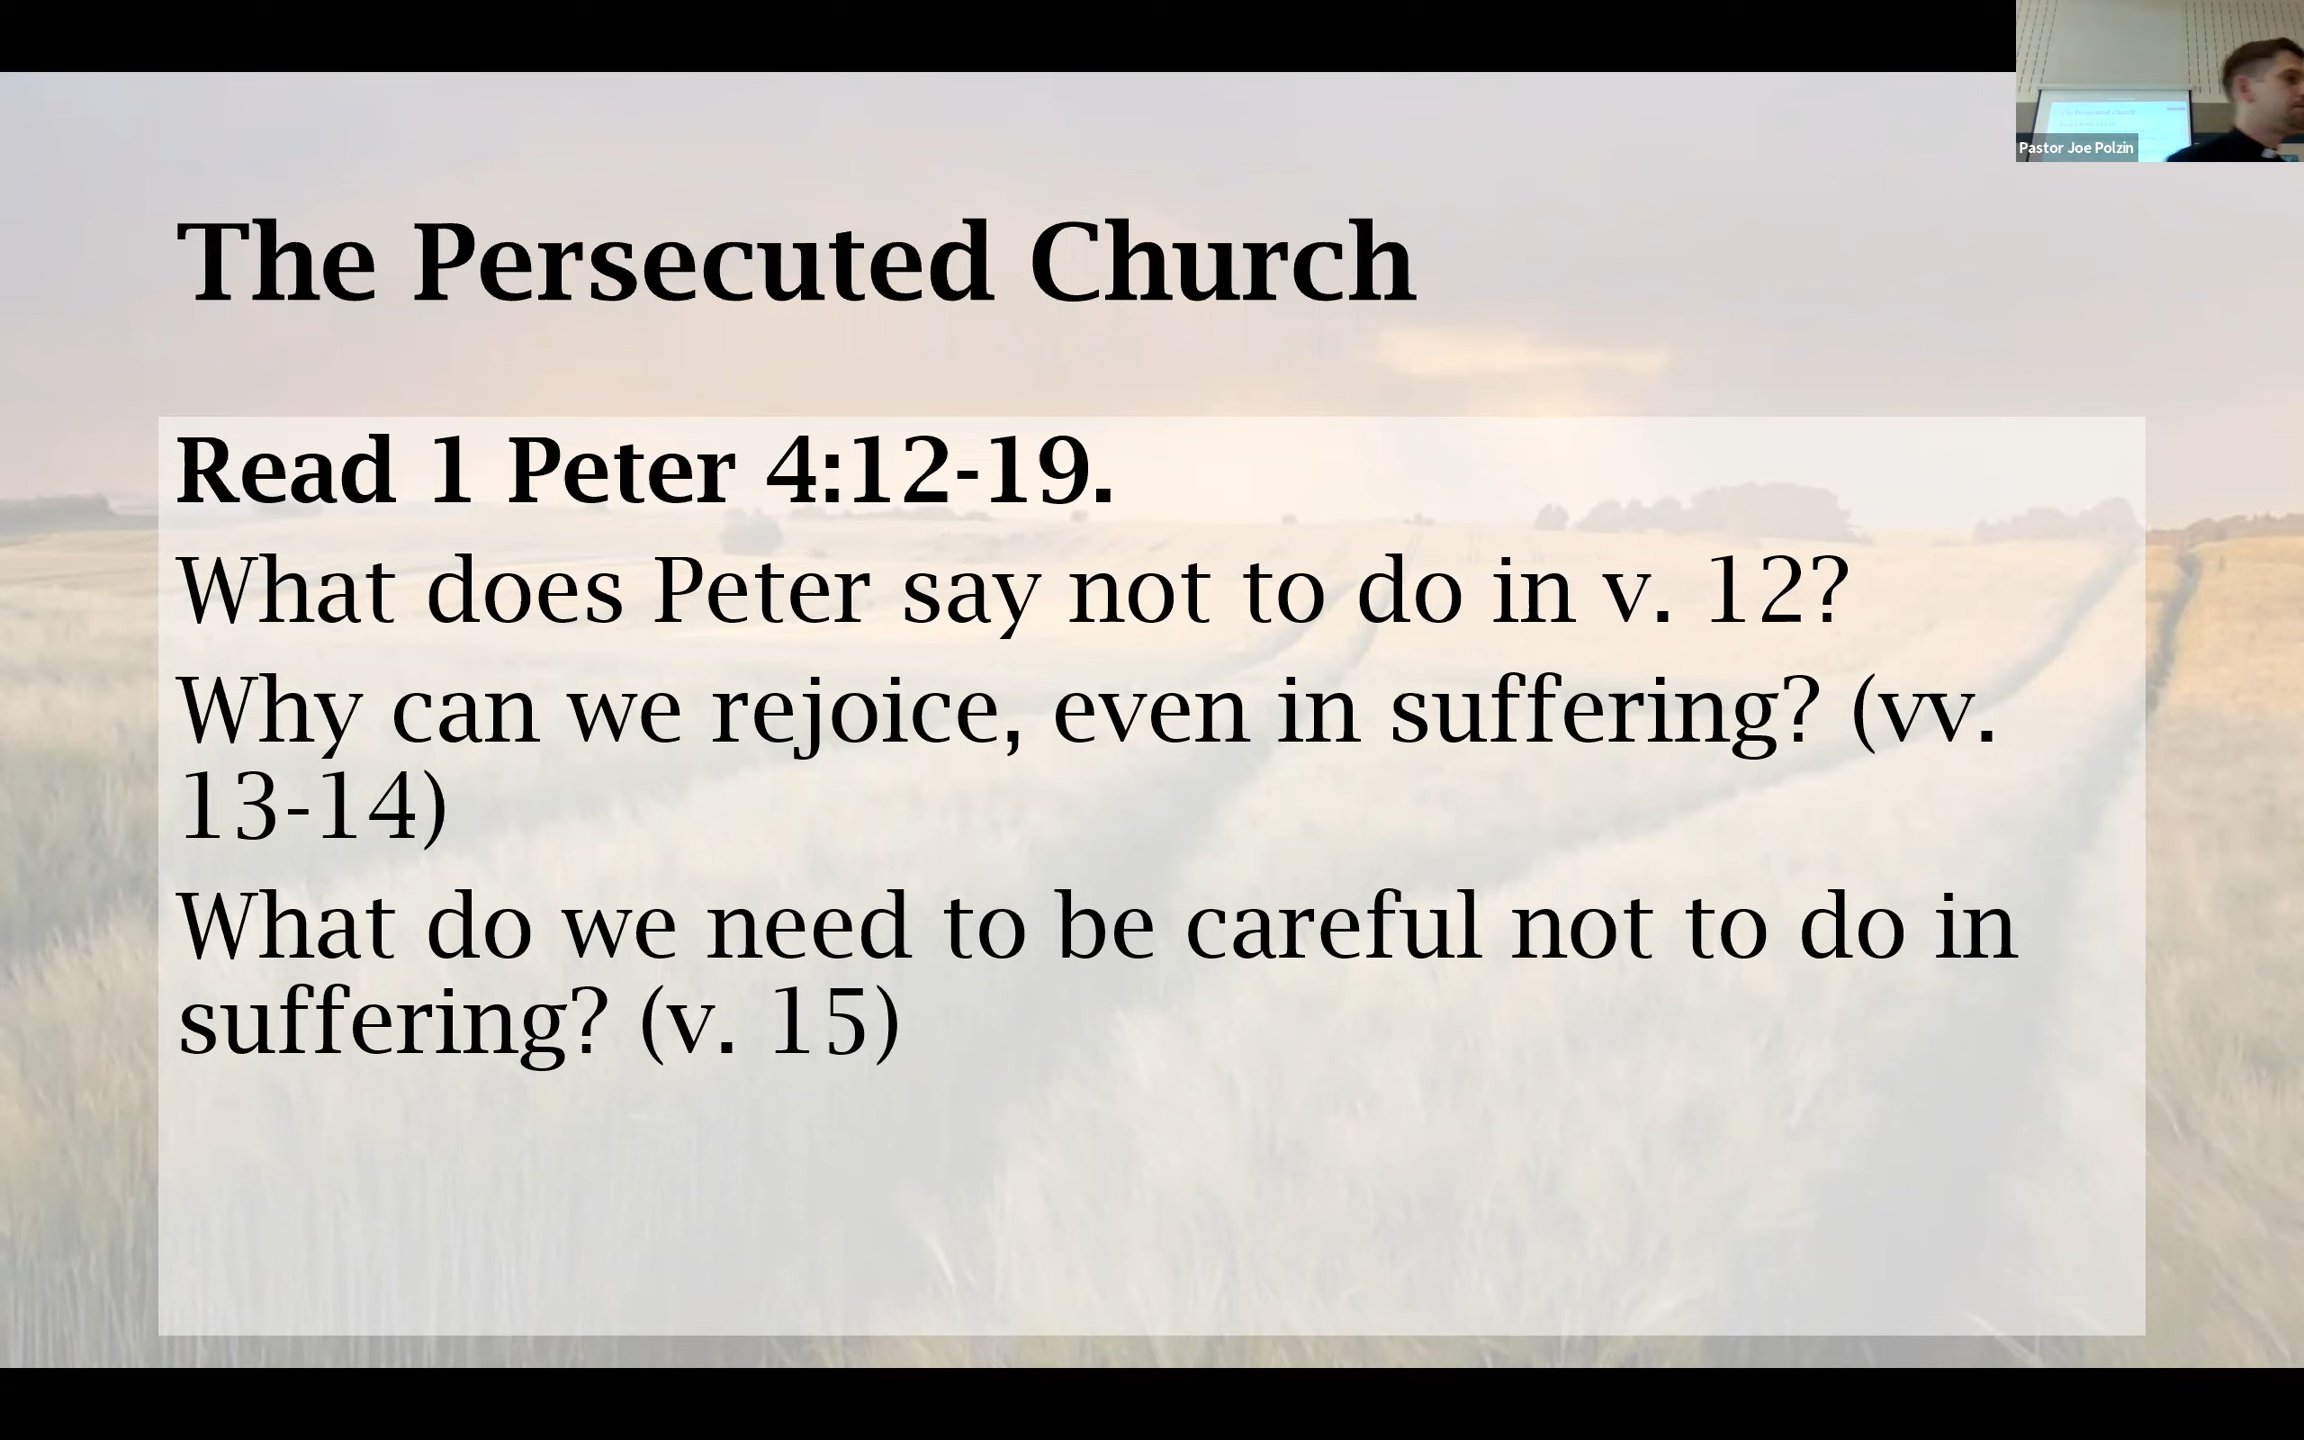 Pastor Joe Polzin
The Persecuted Church
Read 1 Peter 4:12-19.
What does Peter say not to do in v. 12?
Why can we rejoice, even in suffering? (vv.
13-14)
What do we need to be careful not to do in
suffering? (v. 15)